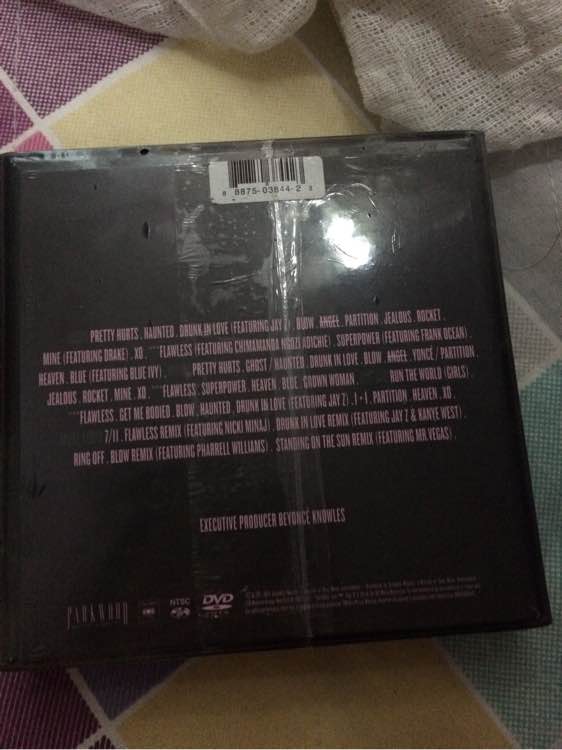 8 8875-03844-2 8
PRETTY HURTS . HAUNTED . DRUNK IN LOVE (FEATURING JAY Z) . BLOW . ANGEL . PARTITION . JEALOUS . ROCKET .
MINE (FEATURING DRAKE) . XO . ***FLAWLESS (FEATURING CHIMAMANDA NGOZI ADICHIE) . SUPERPOWER (FEATURING FRANK OCEAN) .
HEAVEN . BLUE (FEATURING BLUE IVY) . PRETTY HURTS . GHOST . HAUNTED . DRUNK IN LOVE . BLOW . ANGEL . YONCÉ / PARTITION .
JEALOUS . ROCKET . MINE . XO . ***FLAWLESS . SUPERPOWER . HEAVEN . BLUE . GROWN WOMAN . RUN THE WORLD (GIRLS) .
***FLAWLESS . GET ME BODIED . BLOW . HAUNTED . DRUNK IN LOVE (FEATURING JAY Z) . 1+1 . PARTITION . HEAVEN . XO .
7/11 . FLAWLESS REMIX (FEATURING NICKI MINAJ) . DRUNK IN LOVE REMIX (FEATURING JAY Z & KANYE WEST) .
RING OFF . BLOW REMIX (FEATURING PHARRELL WILLIAMS) . STANDING ON THE SUN REMIX (FEATURING MR. VEGAS) .
EXECUTIVE PRODUCER BEYONCÉ KNOWLES
PARKWOOD
NTSC
DVD